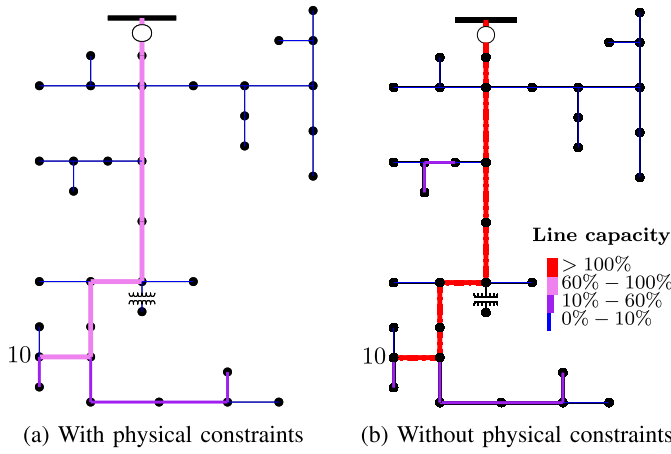 Line capacity
> 100%
60% − 100%
10% − 60%
0% − 10%
10
10
(a) With physical constraints
(b) Without physical constraints